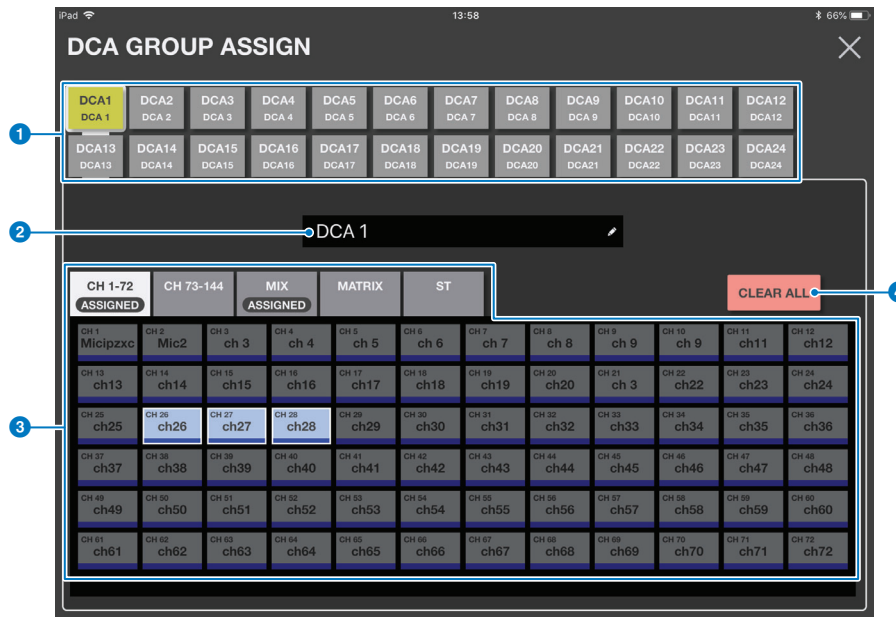 iPad 13:58 66%
DCA GROUP ASSIGN
DCA1 DCA2 DCA3 DCA4 DCA5 DCA6 DCA7 DCA8 DCA9 DCA10 DCA11 DCA12
DCA 1 DCA 2 DCA 3 DCA 4 DCA 5 DCA 6 DCA 7 DCA 8 DCA 9 DCA10 DCA11 DCA12
1
DCA13 DCA14 DCA15 DCA16 DCA17 DCA18 DCA19 DCA20 DCA21 DCA22 DCA23 DCA24
DCA13 DCA14 DCA15 DCA16 DCA17 DCA18 DCA19 DCA20 DCA21 DCA22 DCA23 DCA24
2 DCA 1
CH 1-72 CH 73-144 MIX MATRIX ST
ASSIGNED ASSIGNED
CLEAR ALL 4
CH 1 CH 2 CH 3 CH 4 CH 5 CH 6 CH 7 CH 8 CH 9 CH 10 CH 11 CH 12
Micipzxc Mic2 ch 3 ch 4 ch 5 ch 6 ch 7 ch 8 ch 9 ch 9 ch11 ch12
CH 13 CH 14 CH 15 CH 16 CH 17 CH 18 CH 19 CH 20 CH 21 CH 22 CH 23 CH 24
ch13 ch14 ch15 ch16 ch17 ch18 ch19 ch20 ch 3 ch22 ch23 ch24
CH 25 CH 26 CH 27 CH 28 CH 29 CH 30 CH 31 CH 32 CH 33 CH 34 CH 35 CH 36
3 ch25 ch26 ch27 ch28 ch29 ch30 ch31 ch32 ch33 ch34 ch35 ch36
CH 37 CH 38 CH 39 CH 40 CH 41 CH 42 CH 43 CH 44 CH 45 CH 46 CH 47 CH 48
ch37 ch38 ch39 ch40 ch41 ch42 ch43 ch44 ch45 ch46 ch47 ch48
CH 49 CH 50 CH 51 CH 52 CH 53 CH 54 CH 55 CH 56 CH 57 CH 58 CH 59 CH 60
ch49 ch50 ch51 ch52 ch53 ch54 ch55 ch56 ch57 ch58 ch59 ch60
CH 61 CH 62 CH 63 CH 64 CH 65 CH 66 CH 67 CH 68 CH 69 CH 70 CH 71 CH 72
ch61 ch62 ch63 ch64 ch65 ch66 ch67 ch68 ch69 ch70 ch71 ch72